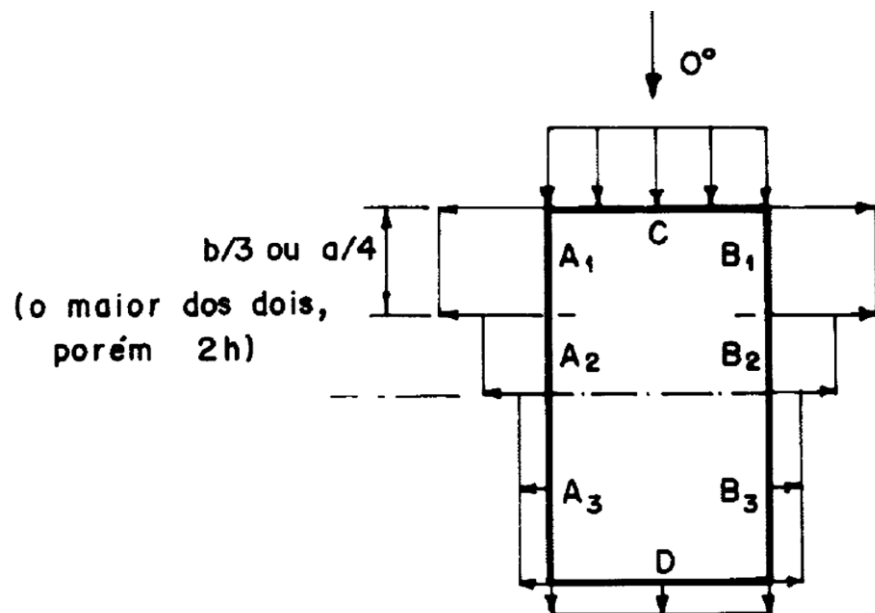 0°
C
b/3 ou a/4
A1 B1
(o maior dos dois,
porém 2h)
A2 B2
A3 B3
D